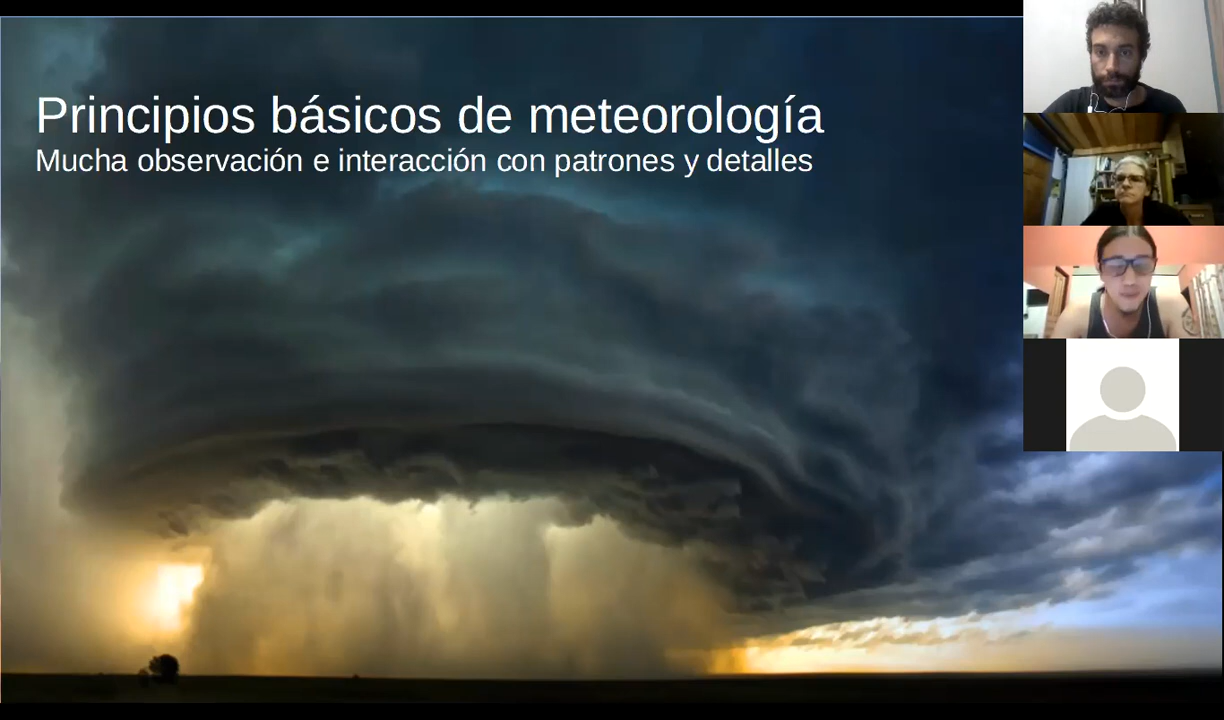 Principios básicos de meteorología
Mucha observación e interacción con patrones y detalles